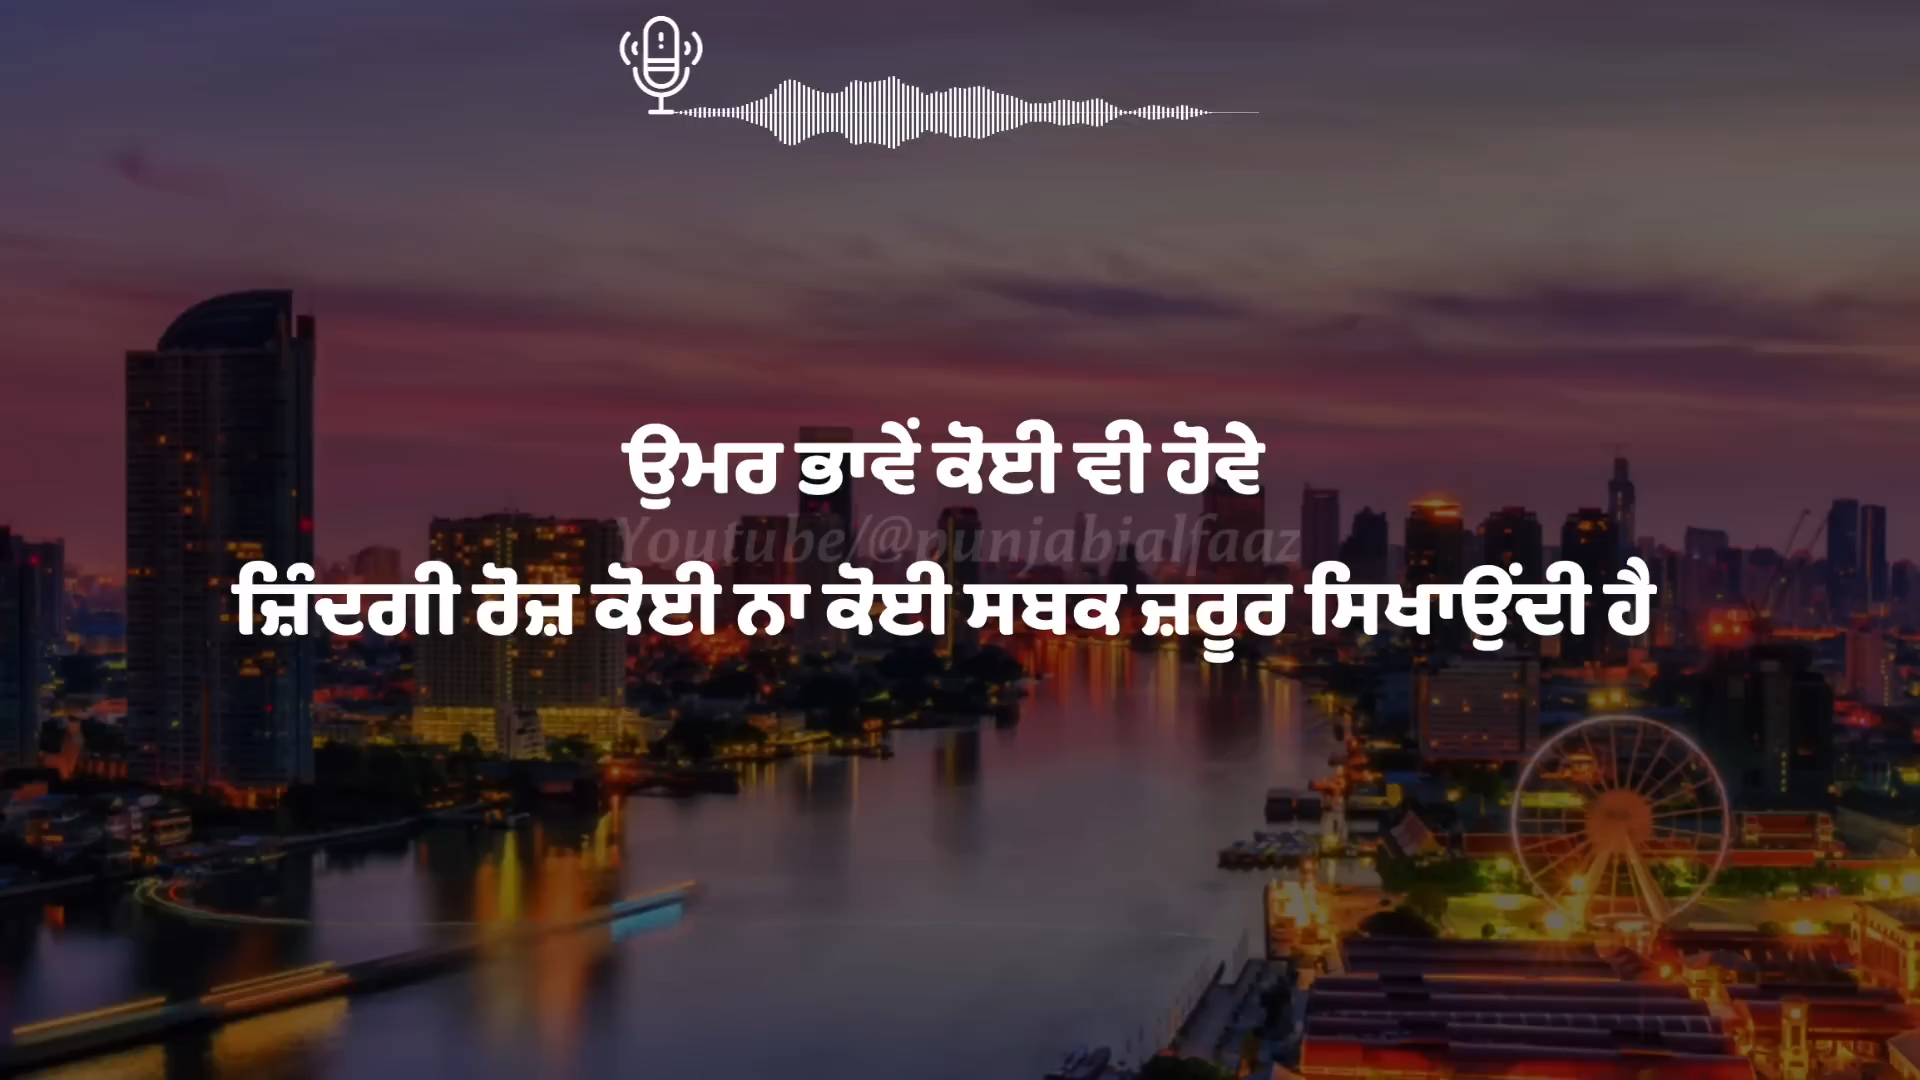 ਉਮਰ ਭਾਵੇਂ ਕੋਈ ਵੀ ਹੋਵੇ
Youtube/@punjabialfaaz
ਜ਼ਿੰਦਗੀ ਰੋਜ਼ ਕੋਈ ਨਾ ਕੋਈ ਸਬਕ ਜ਼ਰੂਰ ਸਿਖਾਉਂਦੀ ਹੈ